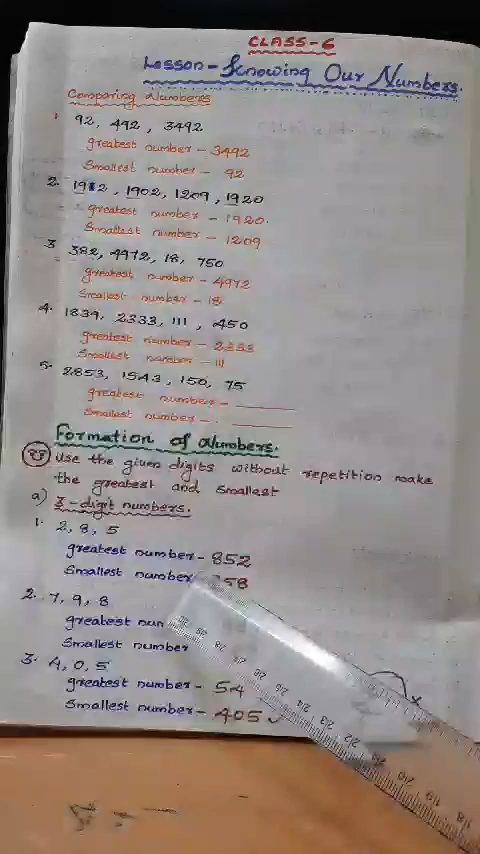 CLASS-6
Lesson - Knowing Our Numbers.
Comparing Numbers
1. 92, 492, 3492
greatest number - 3492
Smallest number - 92
2. 1912, 1902, 1209, 1920
greatest number - 1920.
Smallest number - 1209
3. 382, 4972, 18, 750
greatest number - 4972
Smallest number - 18
4. 1834, 2333, 111, 450
greatest number - 2333
Smallest number - 111
5. 2853, 1543, 150, 75
greatest number -
Smallest number -
Formation of Numbers.
Use the given digits without repetition make
the greatest and smallest
a) 3-digit numbers.
1. 2, 8, 5
greatest number - 852
Smallest number 58
2. 7, 9, 8
greatest num
Smallest number
3. 4, 0, 5
greatest number - 54
Smallest number - 405